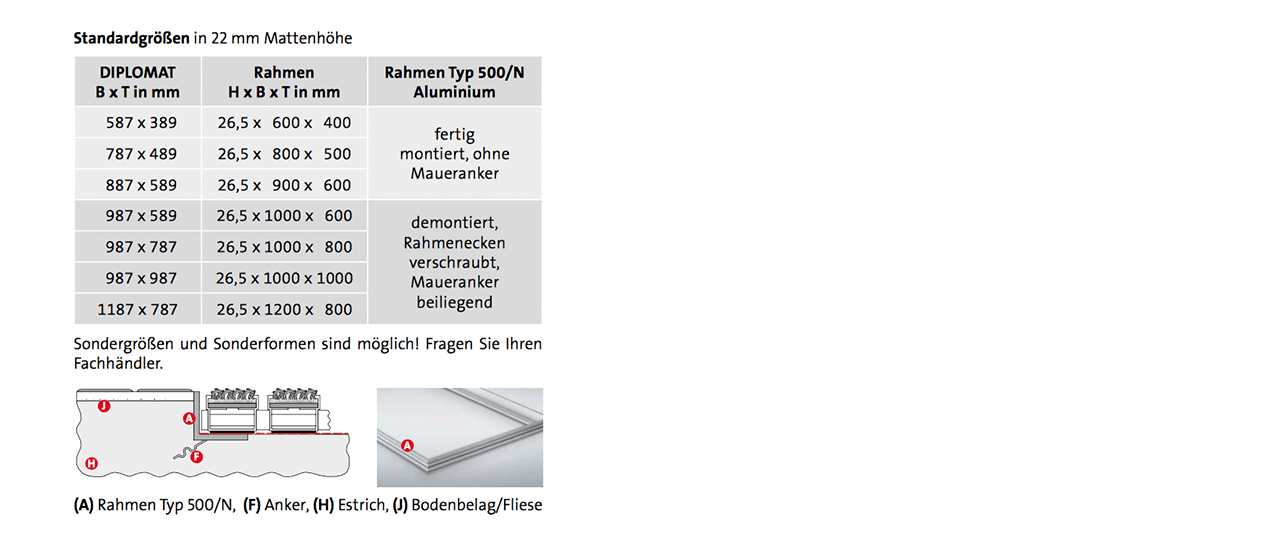 Standardgrößen in 22 mm Mattenhöhe
DIPLOMAT
B x T in mm
Rahmen
H x B x T in mm
Rahmen Typ 500/N
Aluminium
587 x 389
26,5 x 600 x 400
787 x 489
26,5 x 800 x 500
887 x 589
26,5 x 900 x 600
fertig
montiert, ohne
Maueranker
987 x 589
26,5 x 1000 x 600
987 x 787
26,5 x 1000 x 800
987 x 987
26,5 x 1000 x 1000
1187 x 787
26,5 x 1200 x 800
demontiert,
Rahmenecken
verschraubt,
Maueranker
beiliegend
Sondergrößen und Sonderformen sind möglich! Fragen Sie Ihren
Fachhändler.
J
A
F
H
A
(A) Rahmen Typ 500/N, (F) Anker, (H) Estrich, (J) Bodenbelag/Fliese